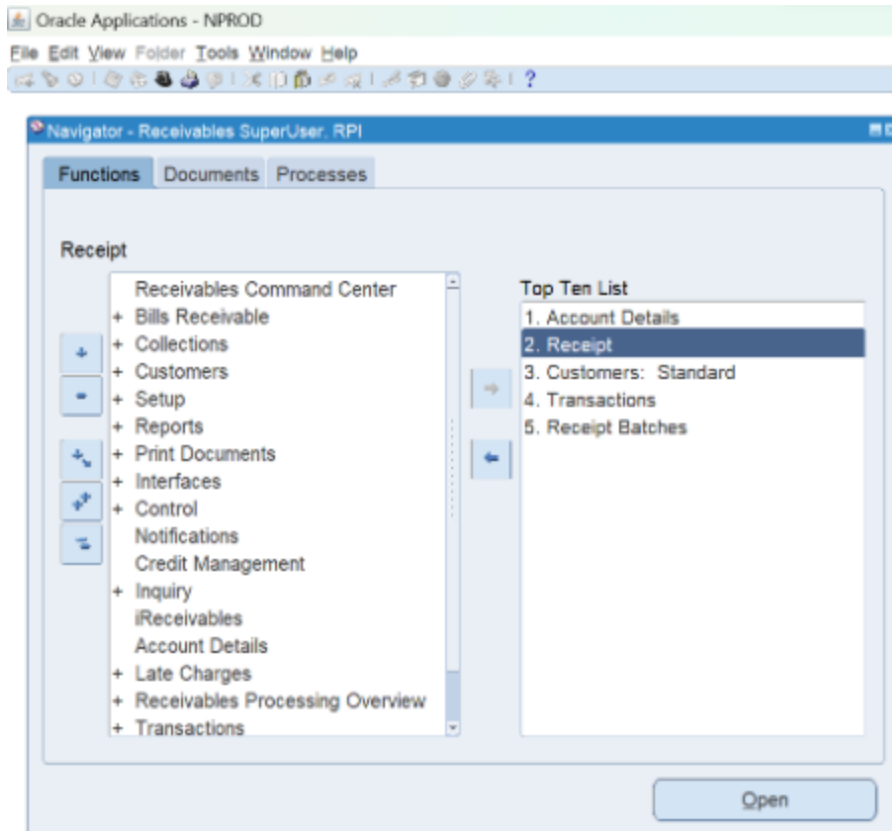 Oracle Applications - NPROD
File Edit View Folder Tools Window Help
Navigator - Receivables SuperUser, RPI
Functions Documents Processes
Receipt
Receivables Command Center
+ Bills Receivable
+ Collections
+ Customers
+ Setup
+ Reports
+ Print Documents
+ Interfaces
+ Control
Notifications
Credit Management
+ Inquiry
iReceivables
Account Details
+ Late Charges
+ Receivables Processing Overview
+ Transactions
Top Ten List
1. Account Details
2. Receipt
3. Customers: Standard
4. Transactions
5. Receipt Batches
Open